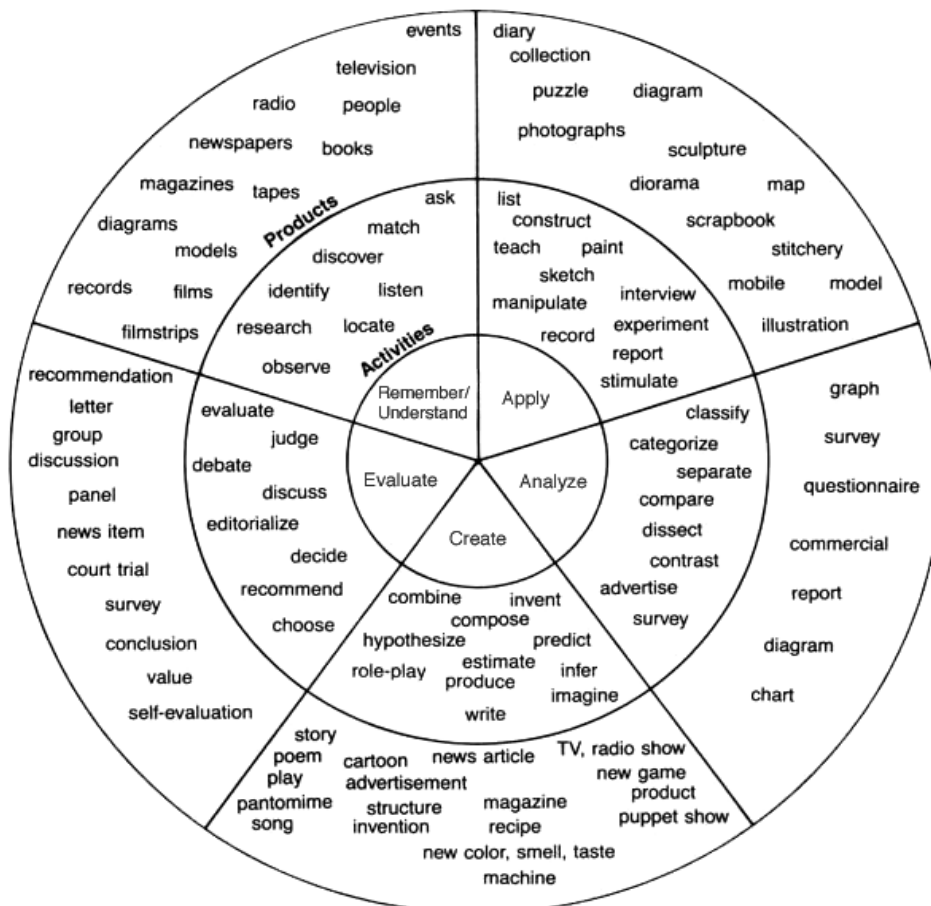 events
television
radio
people
newspapers
books
magazines
tapes
diagrams
models
records
films
filmstrips
Products
ask
match
discover
identify
listen
research
locate
observe
Activities
Remember/
Understand
diary
collection
puzzle
diagram
photographs
sculpture
diorama
map
scrapbook
stitchery
mobile
model
illustration
list
construct
teach
paint
sketch
manipulate
interview
record
experiment
report
stimulate
Apply
graph
survey
questionnaire
commercial
report
diagram
chart
classify
categorize
separate
compare
dissect
contrast
advertise
survey
Analyze
Create
combine
invent
compose
hypothesize
predict
role-play
estimate
infer
produce
imagine
write
story
poem
cartoon
news article
TV, radio show
play
advertisement
new game
product
pantomime
structure
magazine
puppet show
song
invention
recipe
new color, smell, taste
machine
Evaluate
evaluate
judge
debate
discuss
editorialize
decide
recommend
choose
recommendation
letter
group
discussion
panel
news item
court trial
survey
conclusion
value
self-evaluation